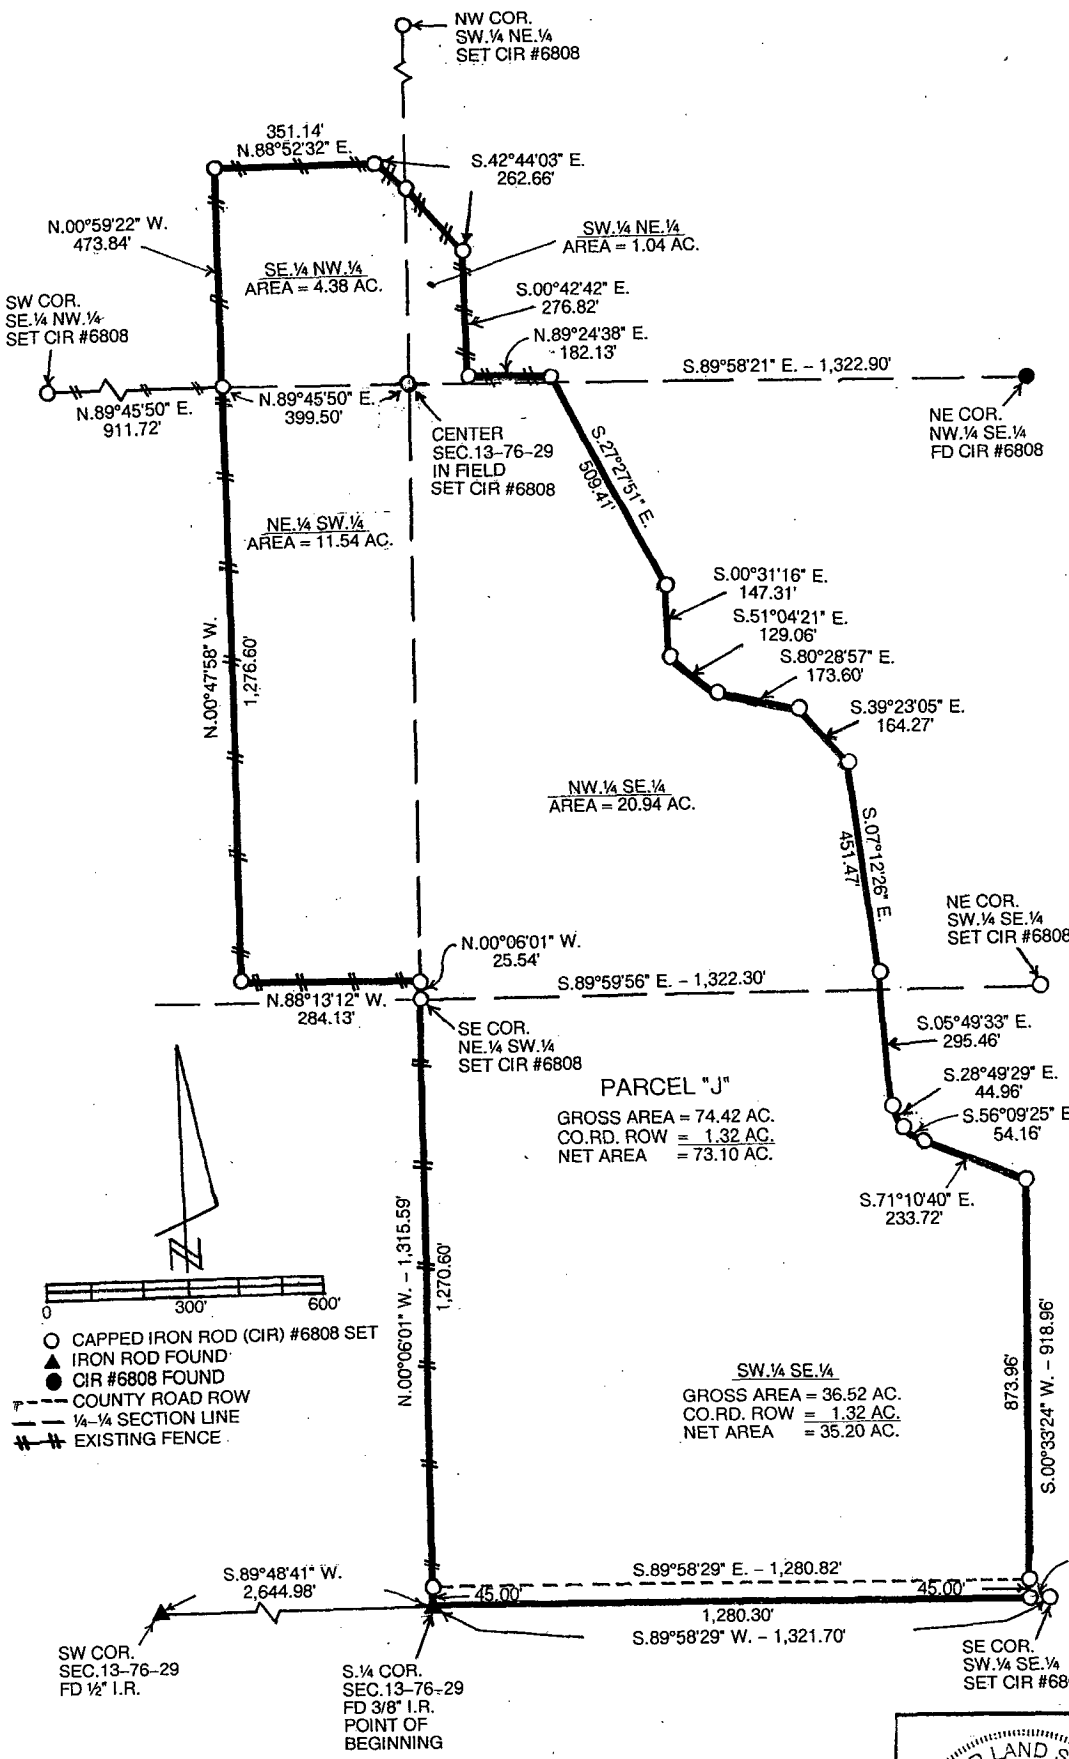 NW COR.
SW.¼ NE.¼
SET CIR #6808
351.14'
N.88°52'32" E.
S.42°44'03" E.
262.66'
N.00°59'22" W.
473.84'
SW.¼ NE.¼
AREA = 1.04 AC.
SE.¼ NW.¼
AREA = 4.38 AC.
S.00°42'42" E.
276.82'
SW COR.
SE.¼ NW.¼
SET CIR #6808
N.89°24'38" E.
182.13'
S.89°58'21" E. – 1,322.90'
N.89°45'50" E.
911.72'
N.89°45'50" E.
399.50'
NE COR.
NW.¼ SE.¼
FD CIR #6808
CENTER
SEC.13–76–29
IN FIELD
SET CIR #6808
S.27°27'51" E.
509.41'
NE.¼ SW.¼
AREA = 11.54 AC.
S.00°31'16" E.
147.31'
S.51°04'21" E.
129.06'
N.00°47'58" W.
1,276.60'
S.80°28'57" E.
173.60'
S.39°23'05" E.
164.27'
NW.¼ SE.¼
AREA = 20.94 AC.
S.07°12'26" E.
451.47'
NE COR.
SW.¼ SE.¼
SET CIR #6808
N.00°06'01" W.
25.54'
S.89°59'56" E. – 1,322.30'
N.88°13'12" W.
284.13'
SE COR.
NE.¼ SW.¼
SET CIR #6808
S.05°49'33" E.
295.46'
S.28°49'29" E.
44.96'
S.56°09'25" E
54.16'
PARCEL "J"
GROSS AREA = 74.42 AC.
CO.RD. ROW = 1.32 AC.
NET AREA = 73.10 AC.
S.71°10'40" E.
233.72'
N
N.00°06'01" W. – 1,315.59'
1,270.60'
0 300' 600'
CAPPED IRON ROD (CIR) #6808 SET
IRON ROD FOUND
CIR #6808 FOUND
COUNTY ROAD ROW
¼–¼ SECTION LINE
EXISTING FENCE
SW.¼ SE.¼
GROSS AREA = 36.52 AC.
CO.RD. ROW = 1.32 AC.
NET AREA = 35.20 AC.
873.96'
S.00°33'24" W. – 918.96'
S.89°48'41" W.
2,644.98'
S.89°58'29" E. – 1,280.82'
45.00'
45.00'
1,280.30'
S.89°58'29" W. – 1,321.70'
SW COR.
SEC.13–76–29
FD ½" I.R.
S.¼ COR.
SEC.13–76–29
FD 3/8" I.R.
POINT OF
BEGINNING
SE COR.
SW.¼ SE.¼
SET CIR #68
LAND S